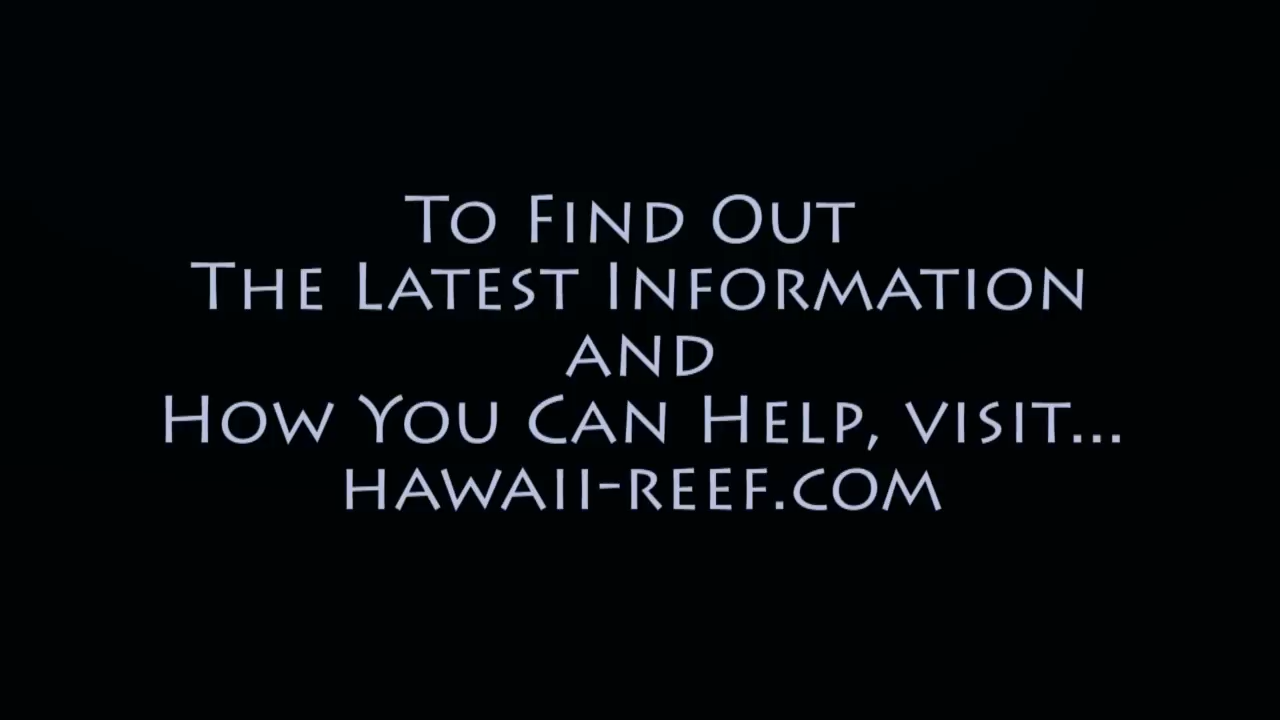 To Find Out
The Latest Information
and
How You Can Help, visit...
hawaii-reef.com